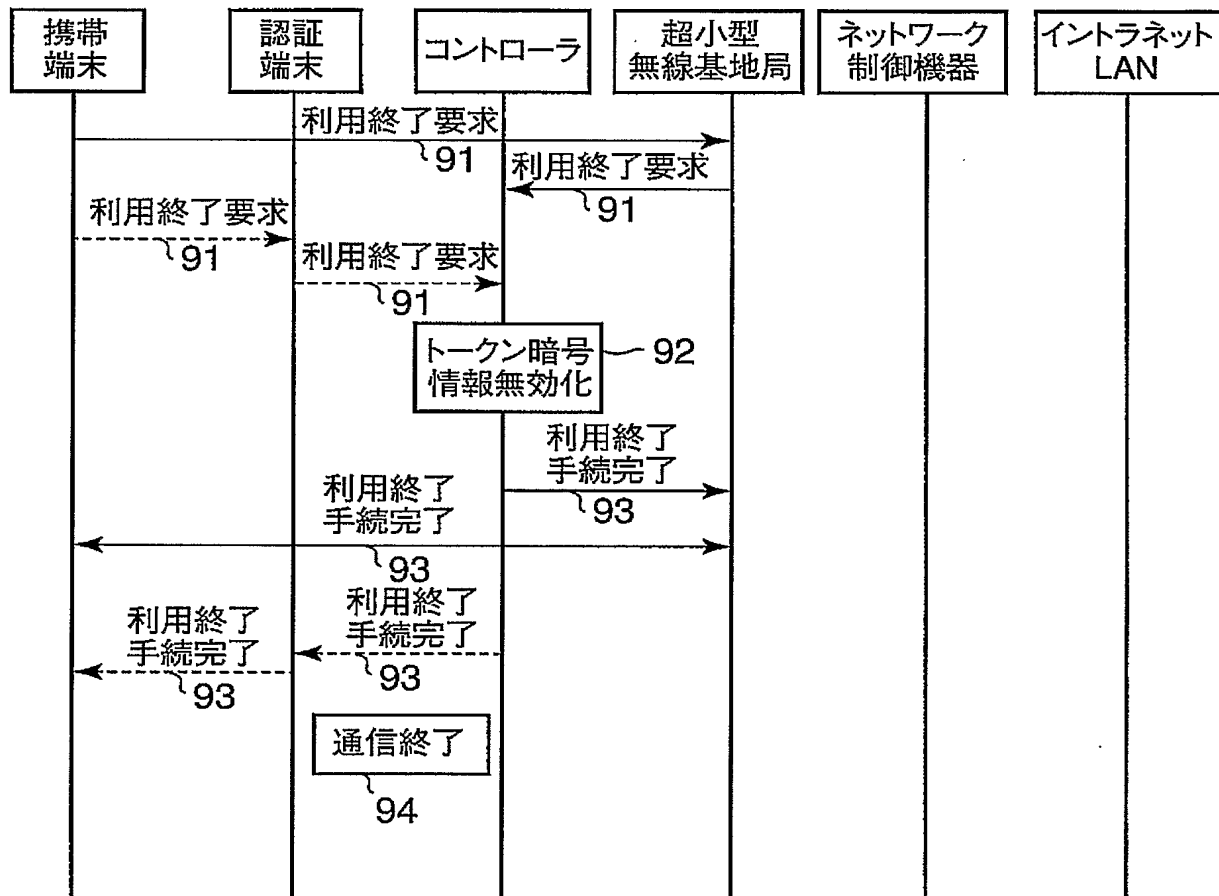 携帯
端末
認証
端末
コントローラ
超小型
無線基地局
ネットワーク
制御機器
イントラネット
LAN
利用終了要求
91
利用終了要求
91
利用終了要求
91
利用終了要求
91
トークン暗号
情報無効化
92
利用終了
手続完了
93
利用終了
手続完了
93
利用終了
手続完了
93
利用終了
手続完了
93
通信終了
94